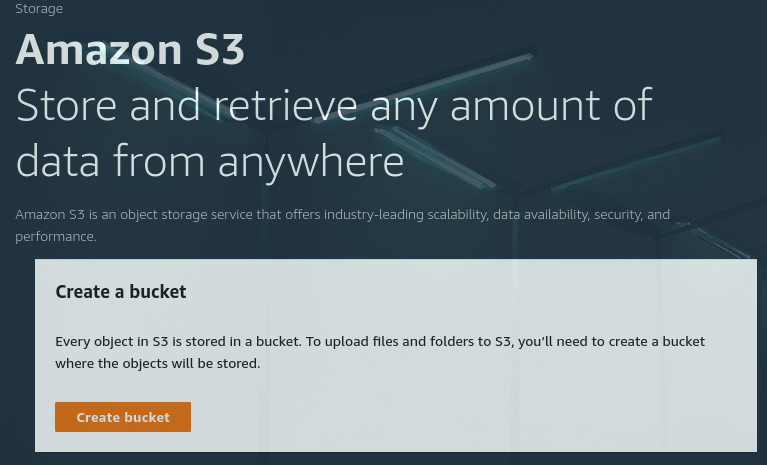 Storage
Amazon S3
Store and retrieve any amount of
data from anywhere
Amazon S3 is an object storage service that offers industry-leading scalability, data availability, security, and
performance.
Create a bucket
Every object in S3 is stored in a bucket. To upload files and folders to S3, you’ll need to create a bucket
where the objects will be stored.
Create bucket